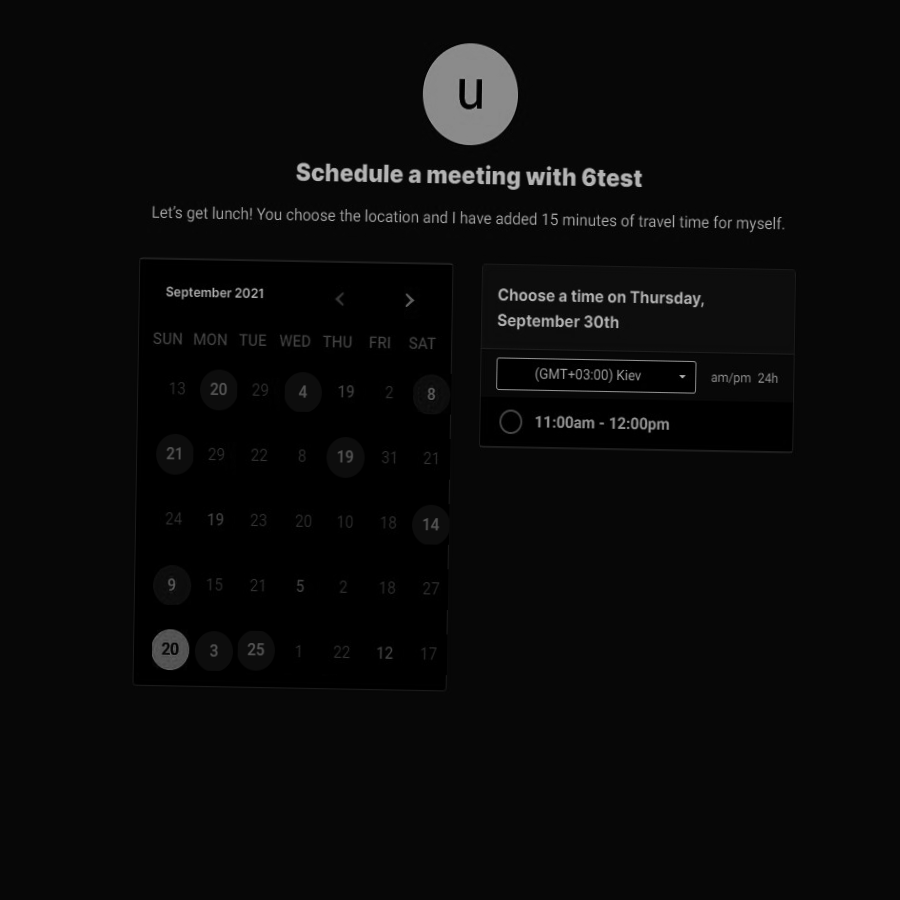 u
Schedule a meeting with 6test
Let's get lunch! You choose the location and I have added 15 minutes of travel time for myself.
September 2021
SUN MON TUE WED THU FRI SAT
13 20 29 4 19 2 8
21 29 22 8 19 31 21
24 19 23 20 10 18 14
9 15 21 5 2 18 27
20 3 25 1 22 12 17
Choose a time on Thursday,
September 30th
(GMT+03:00) Kiev am/pm 24h
11:00am - 12:00pm